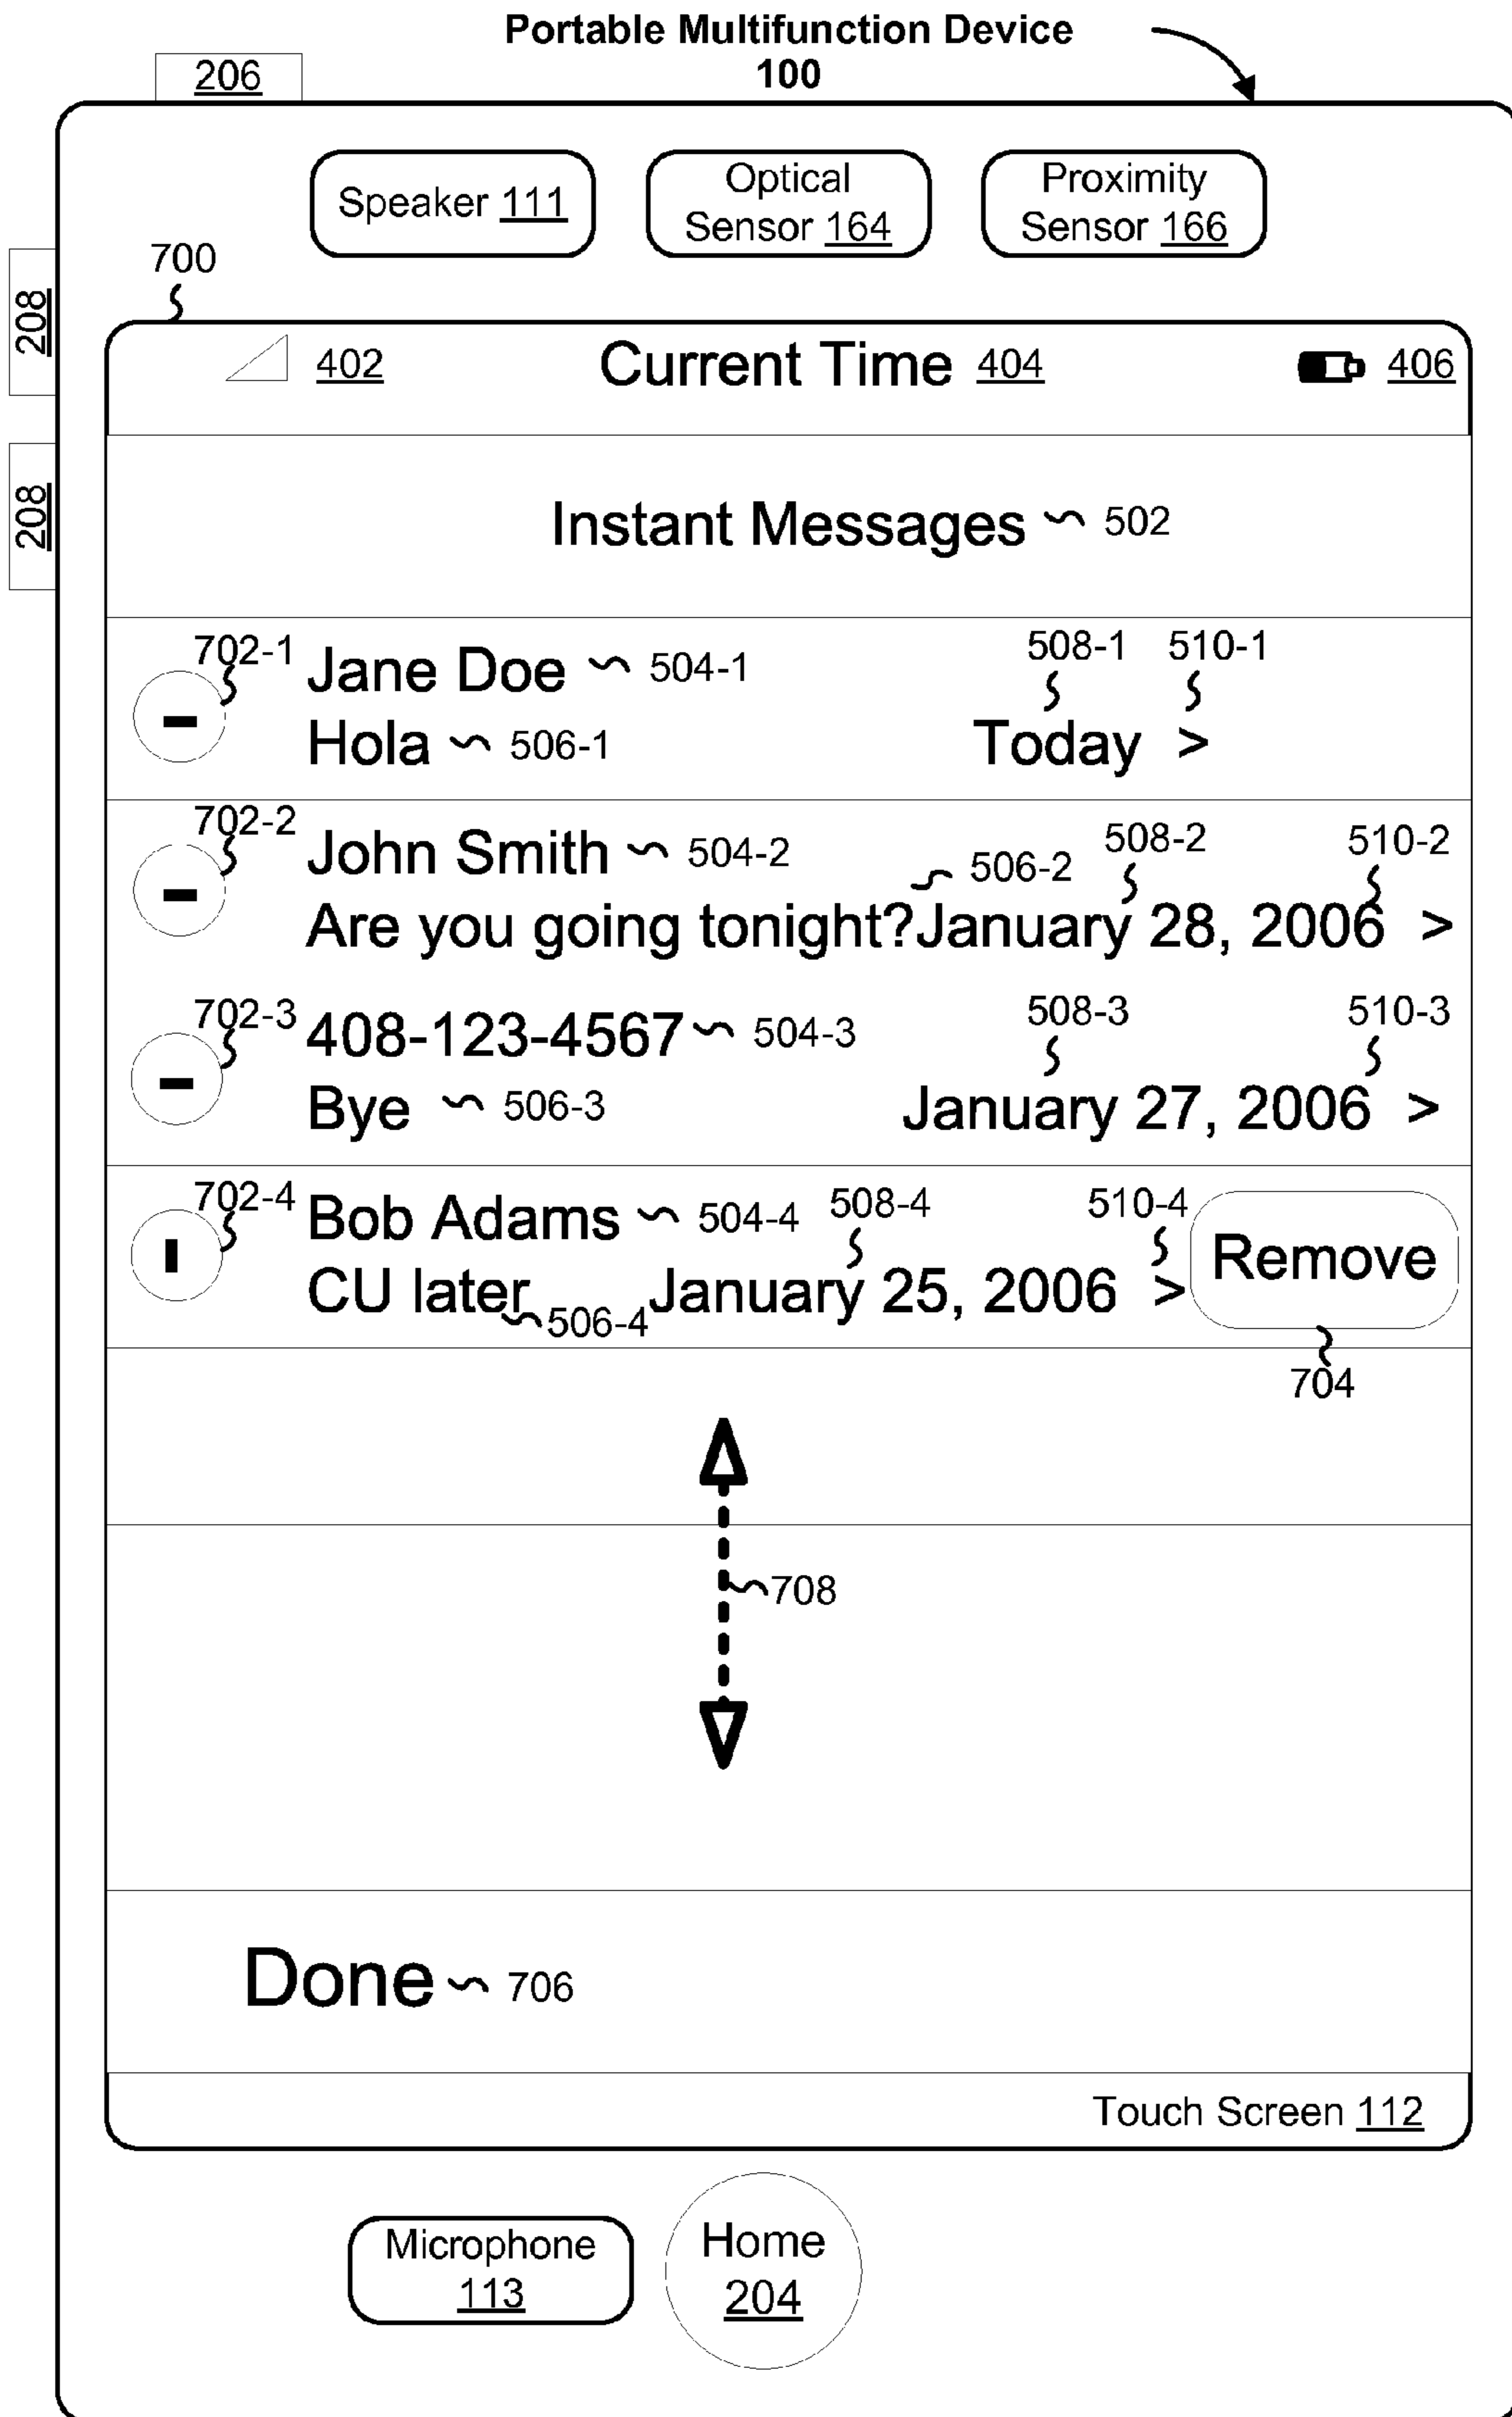 Portable Multifunction Device
100
206
Speaker 111
Optical
Sensor 164
Proximity
Sensor 166
208
208
700
402
Current Time 404
406
Instant Messages 502
702-1
Jane Doe 504-1
508-1 510-1
Hola 506-1
Today >
702-2
John Smith 504-2
506-2
508-2
510-2
Are you going tonight? January 28, 2006 >
702-3
408-123-4567 504-3
508-3
510-3
Bye 506-3
January 27, 2006 >
702-4
Bob Adams 504-4
508-4
510-4
CU later 506-4
January 25, 2006 >
Remove
704
708
Done 706
Touch Screen 112
Microphone
113
Home
204